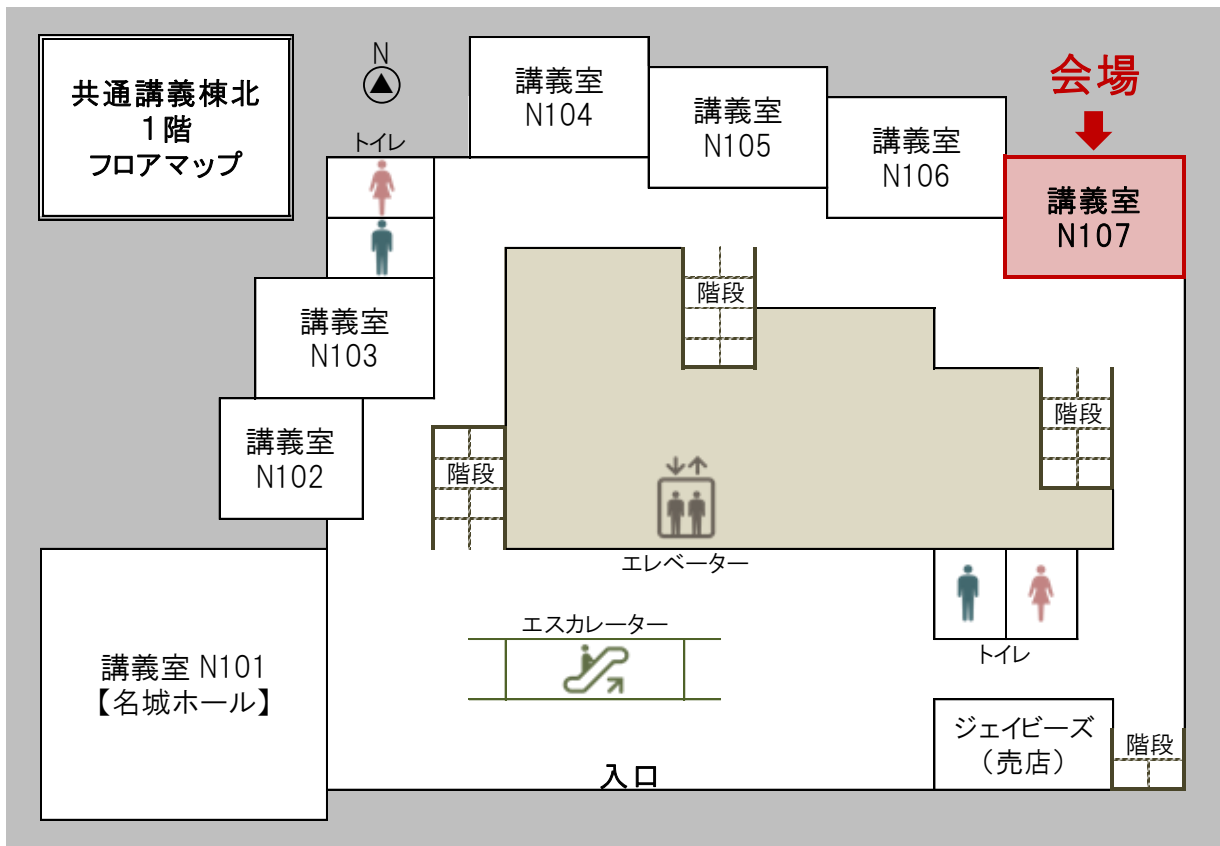 共通講義棟北
1階
フロアマップ
N
トイレ
講義室
N104
講義室
N105
講義室
N106
会場
講義室
N107
階段
講義室
N103
階段
講義室
N102
階段
エレベーター
エスカレーター
トイレ
講義室 N101
【名城ホール】
ジェイビーズ
（売店）
階段
入口